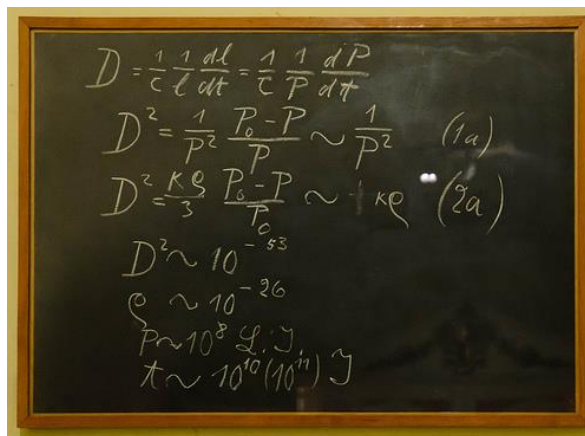 D = 1/c 1/l dl/dt = 1/c 1/P dP/dt
D² = 1/P² P₀-P/P ~ 1/P² (1a)
D² = κρ/3 P₀-P/P₀ ~ κρ (2a)
D² ~ 10⁻⁵³
ρ ~ 10⁻²⁶
P ~ 10⁸ L.J.
t ~ 10¹⁰(10¹¹) J